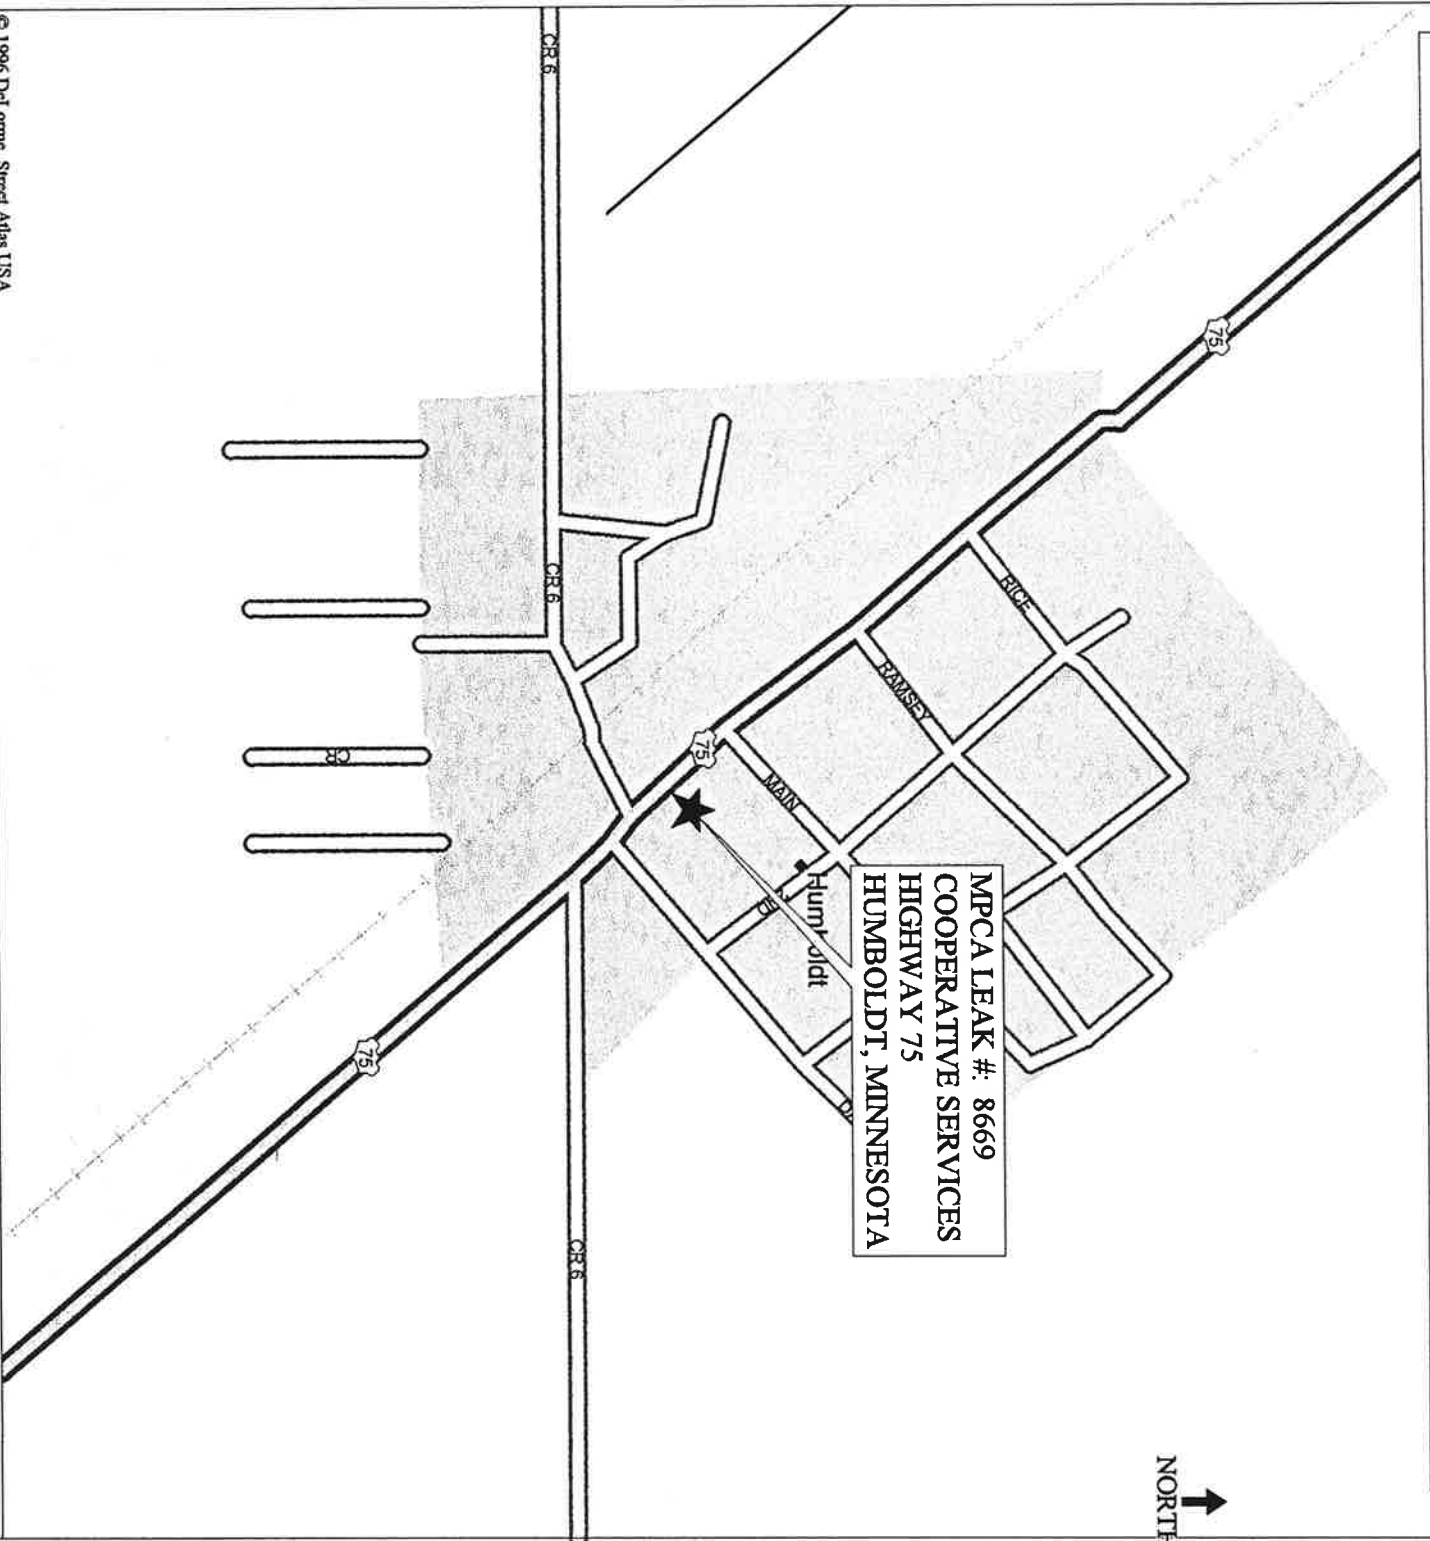 MPCA LEAK #: 8669
COOPERATIVE SERVICES
HIGHWAY 75
HUMBOLDT, MINNESOTA
NORTH
75
RICE
RAMSEY
MAIN
75
Humboldt
CR 6
CR 6
CR 6
75
CR
© 1996 DeLorme Street Atlas USA